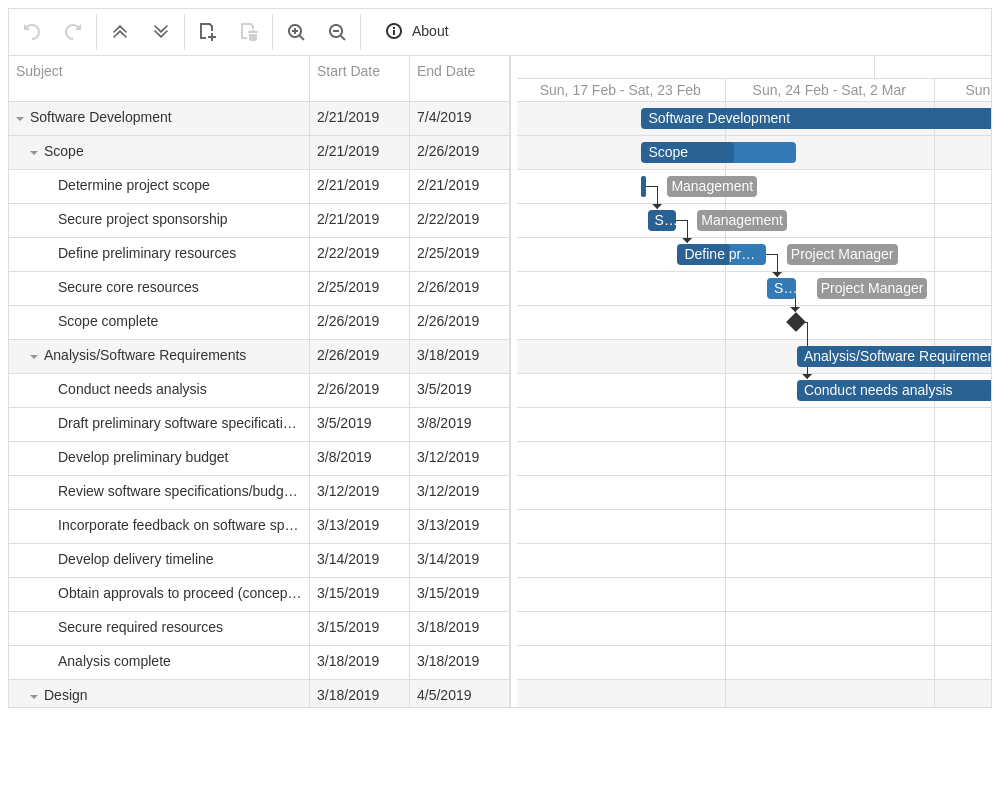 About
Subject Start Date End Date
Sun, 17 Feb - Sat, 23 Feb Sun, 24 Feb - Sat, 2 Mar Sun
Software Development 2/21/2019 7/4/2019 Software Development
Scope 2/21/2019 2/26/2019 Scope
Determine project scope 2/21/2019 2/21/2019 Management
Secure project sponsorship 2/21/2019 2/22/2019 S... Management
Define preliminary resources 2/22/2019 2/25/2019 Define pr... Project Manager
Secure core resources 2/25/2019 2/26/2019 S... Project Manager
Scope complete 2/26/2019 2/26/2019
Analysis/Software Requirements 2/26/2019 3/18/2019 Analysis/Software Requiremen
Conduct needs analysis 2/26/2019 3/5/2019 Conduct needs analysis
Draft preliminary software specificati... 3/5/2019 3/8/2019
Develop preliminary budget 3/8/2019 3/12/2019
Review software specifications/budg... 3/12/2019 3/12/2019
Incorporate feedback on software sp... 3/13/2019 3/13/2019
Develop delivery timeline 3/14/2019 3/14/2019
Obtain approvals to proceed (concep... 3/15/2019 3/15/2019
Secure required resources 3/15/2019 3/18/2019
Analysis complete 3/18/2019 3/18/2019
Design 3/18/2019 4/5/2019